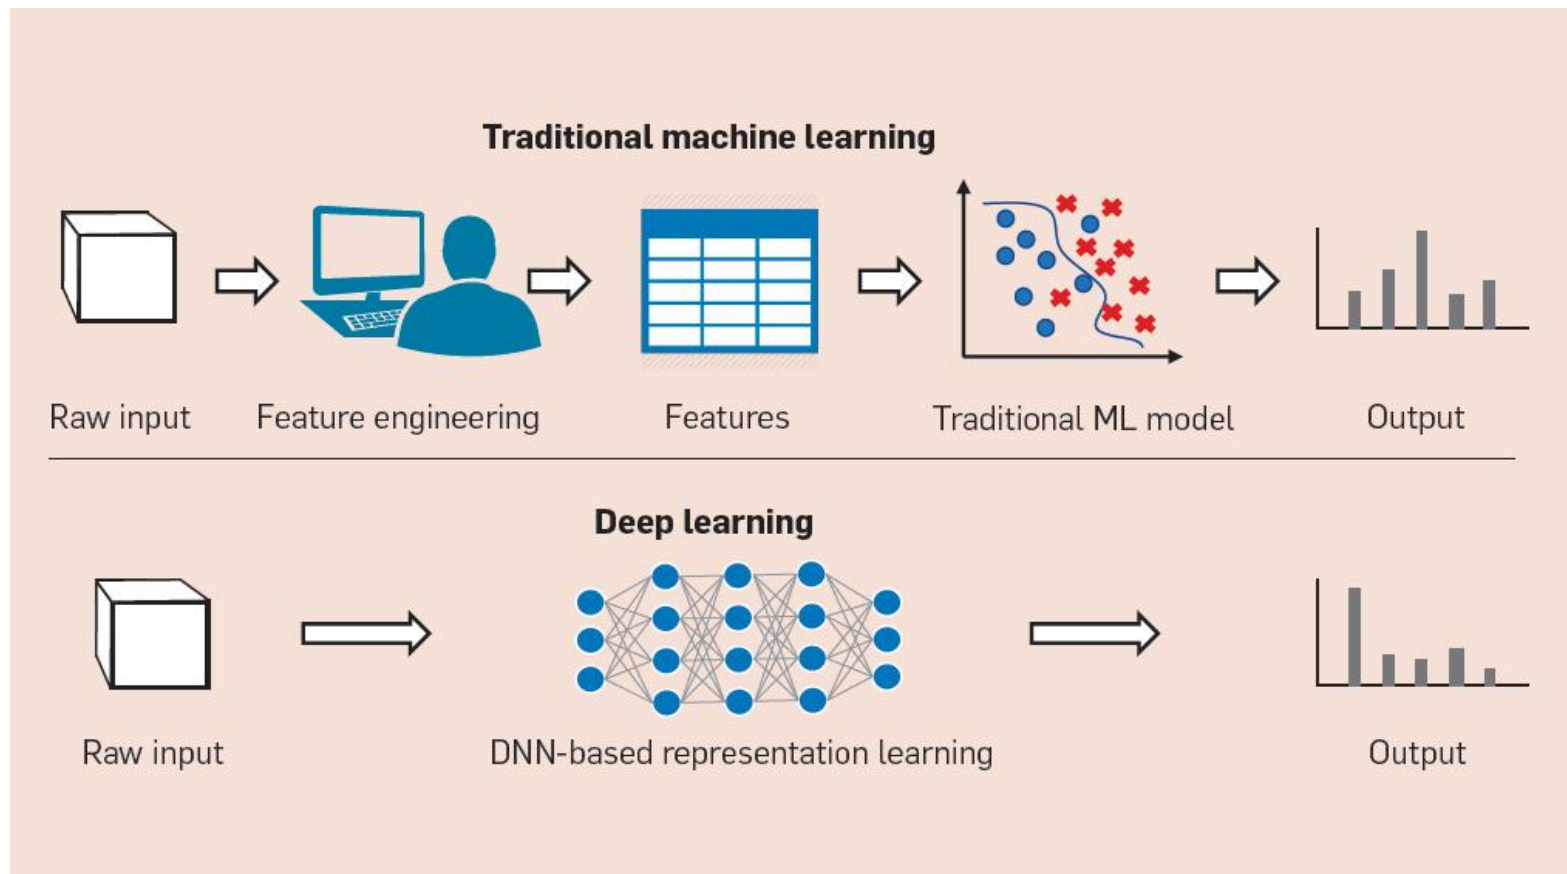 Traditional machine learning
Raw input
Feature engineering
Features
Traditional ML model
Output
Deep learning
Raw input
DNN-based representation learning
Output